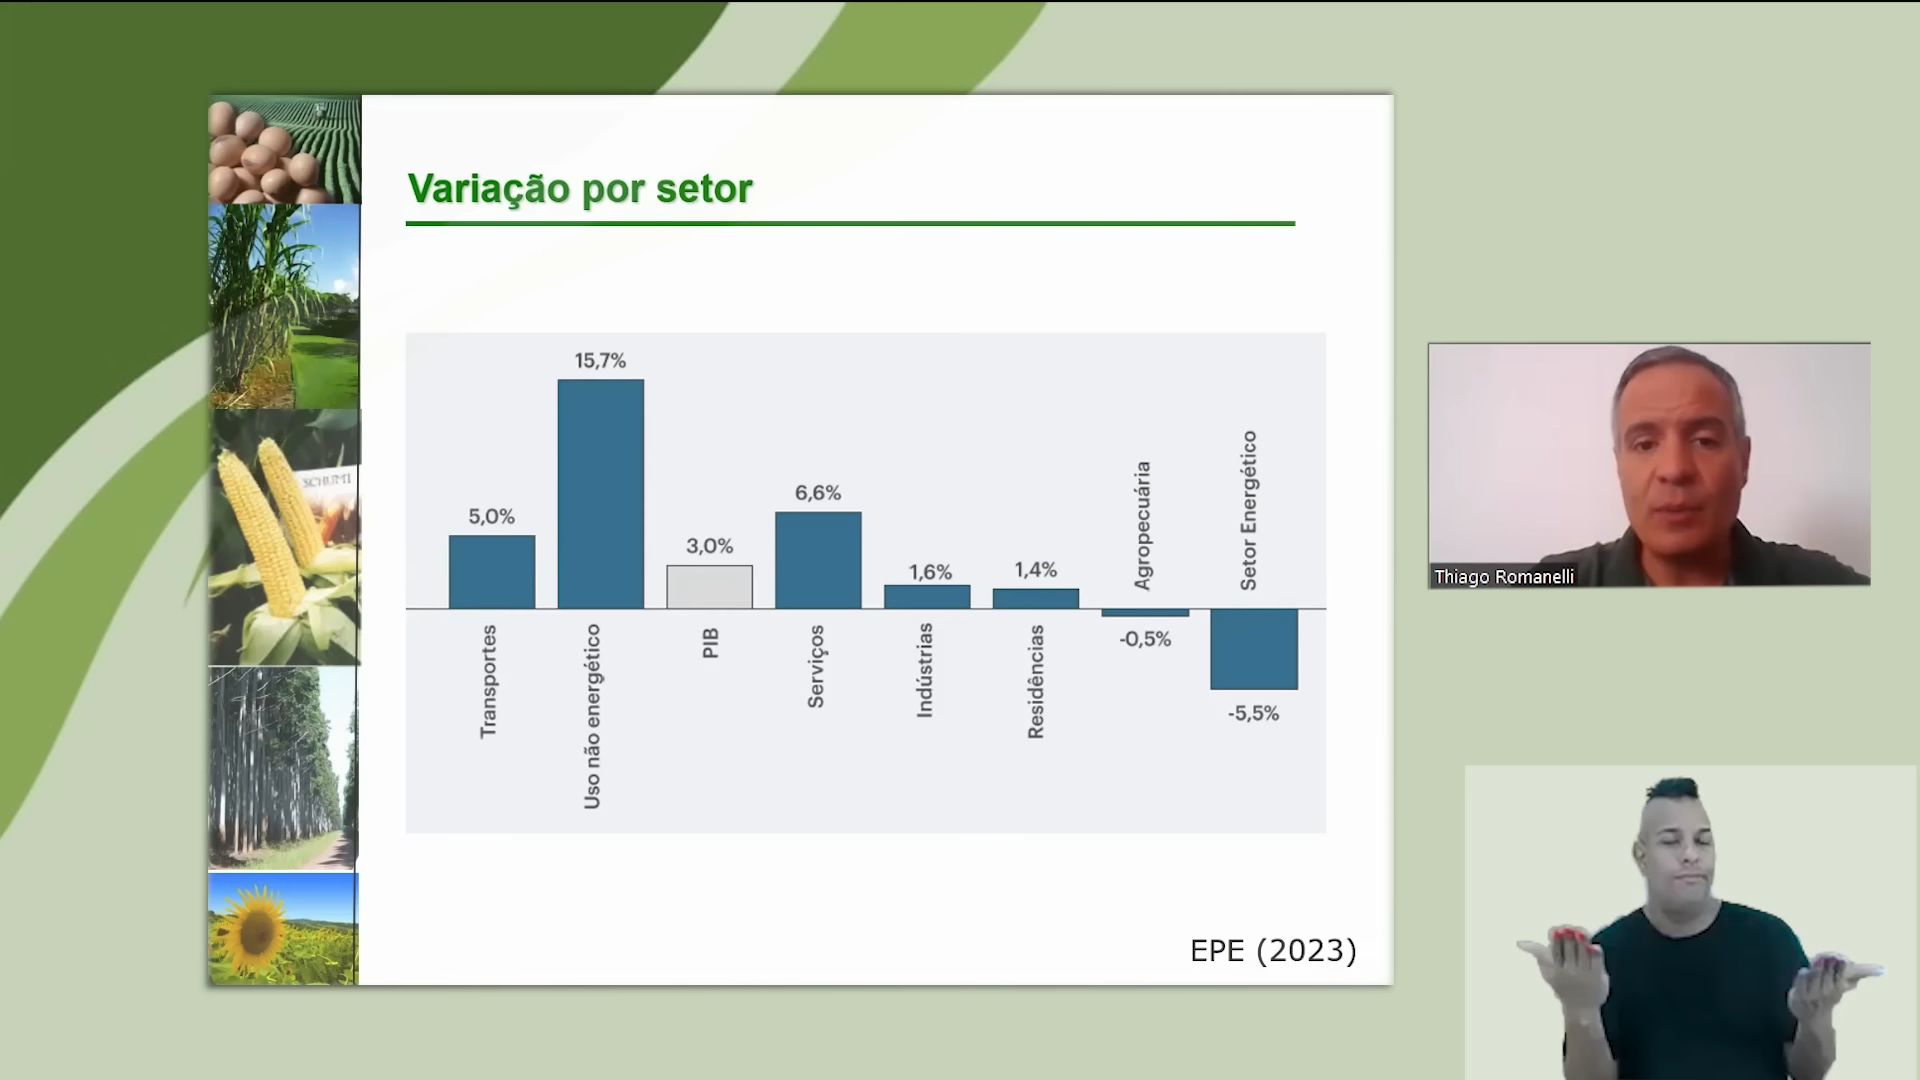 Variação por setor
15,7%
6,6%
5,0%
3,0%
1,6%
1,4%
Agropecuária
Setor Energético
Transportes
Uso não energético
PIB
Serviços
Indústrias
Residências
-0,5%
-5,5%
EPE (2023)
Thiago Romanelli
SCHUMI